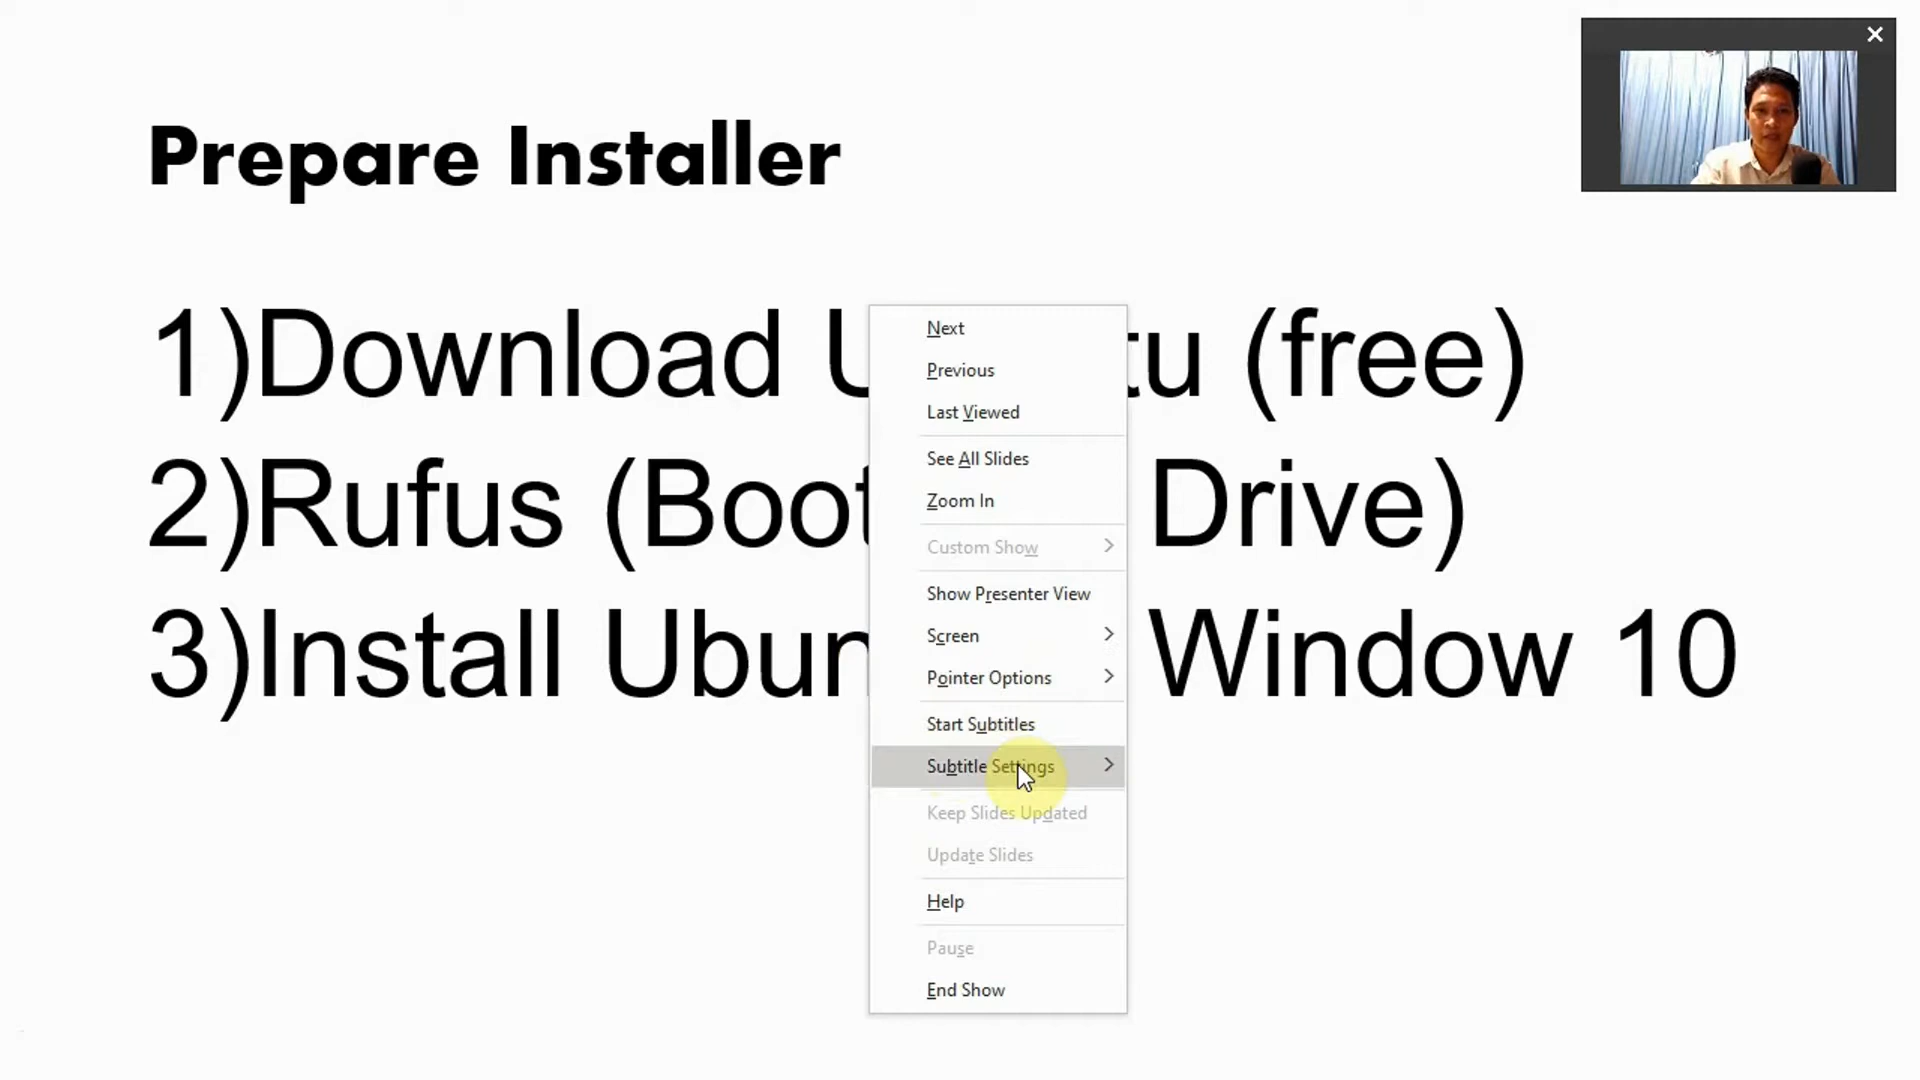 Prepare Installer
1)Download U tu (free)
2)Rufus (Boot Drive)
3)Install Ubun Window 10
Next
Previous
Last Viewed
See All Slides
Zoom In
Custom Show
Show Presenter View
Screen
Pointer Options
Start Subtitles
Subtitle Settings
Keep Slides Updated
Update Slides
Help
Pause
End Show